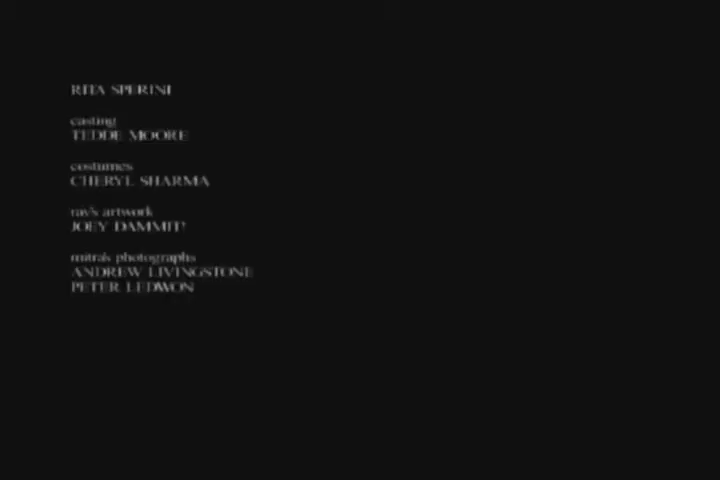 RITA SPERINI
casting
TEDDE MOORE
costumes
CHERYL SHARMA
ray's artwork
JOEY DAMMIT!
mitra's photographs
ANDREW LIVINGSTONE
PETER LEDWON